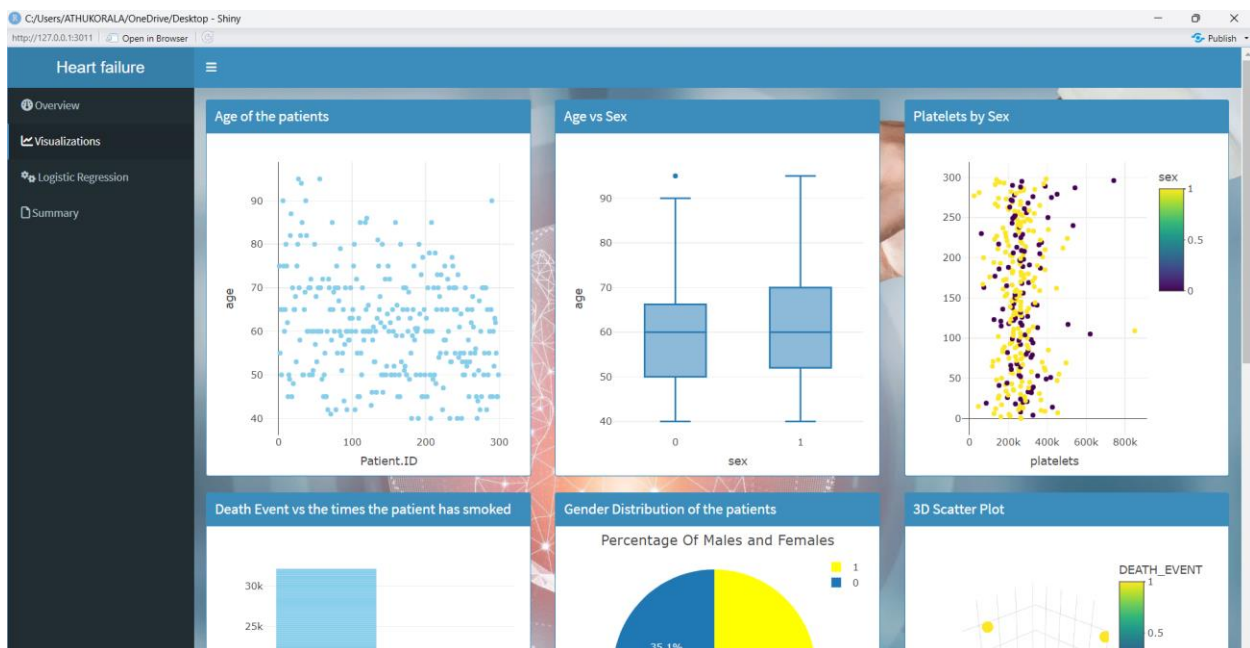 C:/Users/ATHUKORALA/OneDrive/Desktop - Shiny
http://127.0.0.1:3011 Open in Browser
Publish
Heart failure
Overview
Visualizations
Logistic Regression
Summary
Age of the patients
90
80
70
60
50
40
age
0 100 200 300
Patient.ID
Age vs Sex
90
80
70
60
50
40
age
0 1
sex
Platelets by Sex
300
250
200
150
100
50
0
0 200k 400k 600k 800k
platelets
sex
1
0.5
0
Death Event vs the times the patient has smoked
30k
25k
Gender Distribution of the patients
Percentage Of Males and Females
1
0
35.1%
3D Scatter Plot
DEATH_EVENT
1
0.5